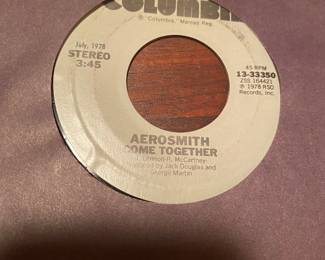 COLUMBIA
"Columbia," Marcas Reg.
July, 1978
STEREO
3:45
45 RPM
13-33350
ZSS 164421
℗ 1978 RSO
Records, Inc.
AEROSMITH
COME TOGETHER
Lennon-P. McCartney-
Produced by Jack Douglas and
George Martin